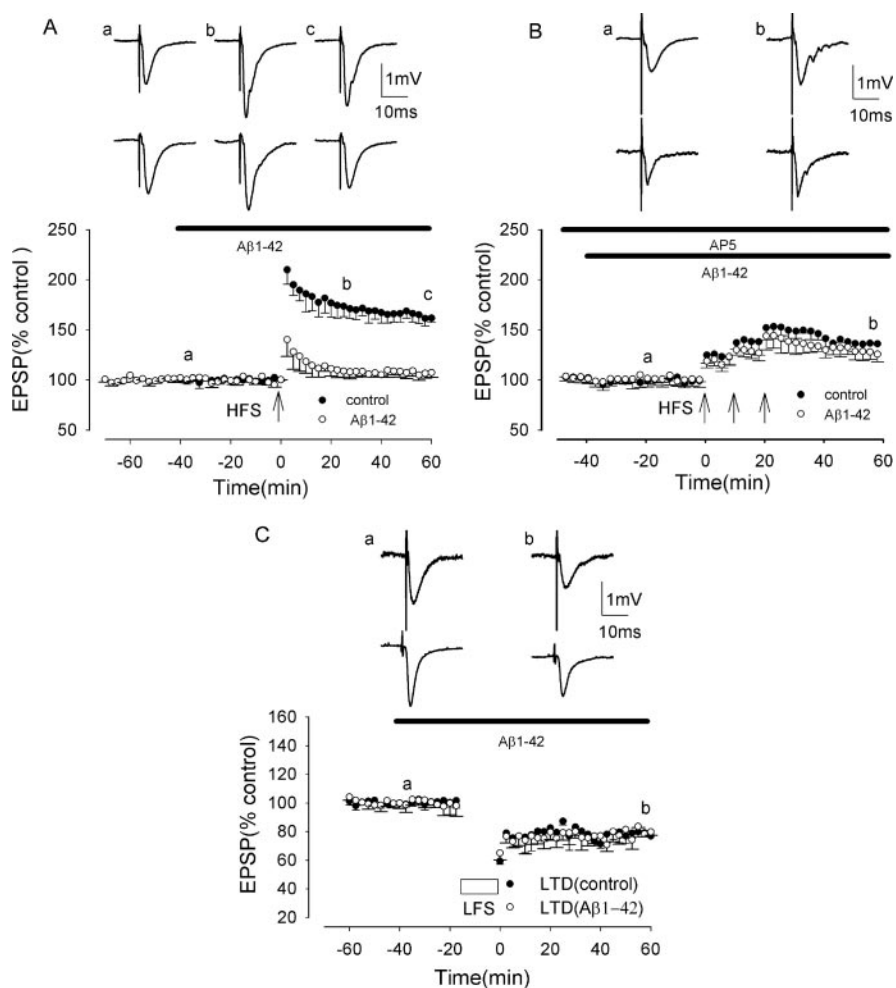 A
a
b
c
1mV
10ms
250
200
150
100
50
EPSP(% control )
Aβ1-42
b
c
a
HFS
control
Aβ1-42
-60
-40
-20
0
20
40
60
Time(min)
B
a
b
1mV
10ms
250
200
150
100
50
EPSP(% control)
AP5
Aβ1-42
a
b
HFS
control
Aβ1-42
-40
-20
0
20
40
60
Time(min)
C
a
b
1mV
10ms
160
140
120
100
80
60
40
20
EPSP(% control)
Aβ1-42
a
b
LTD(control)
LFS
LTD(Aβ1−42)
-60
-40
-20
0
20
40
60
Time(min)